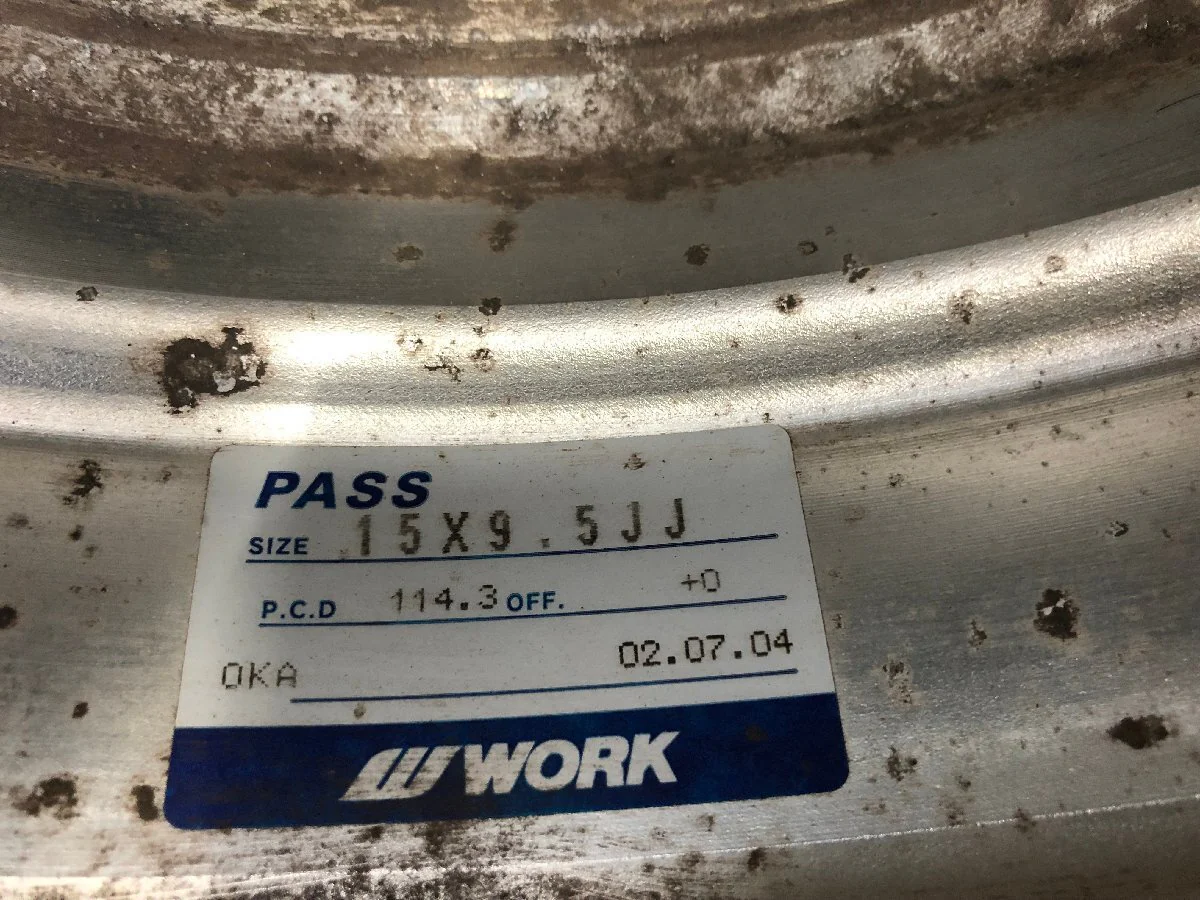 PASS
SIZE 15X9.5JJ
P.C.D 114.3 OFF. +0
OKA 02.07.04
WORK